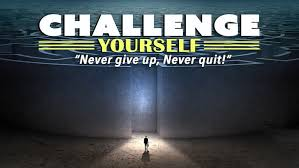 CHALLENGE
YOURSELF
"Never give up, Never quit!"